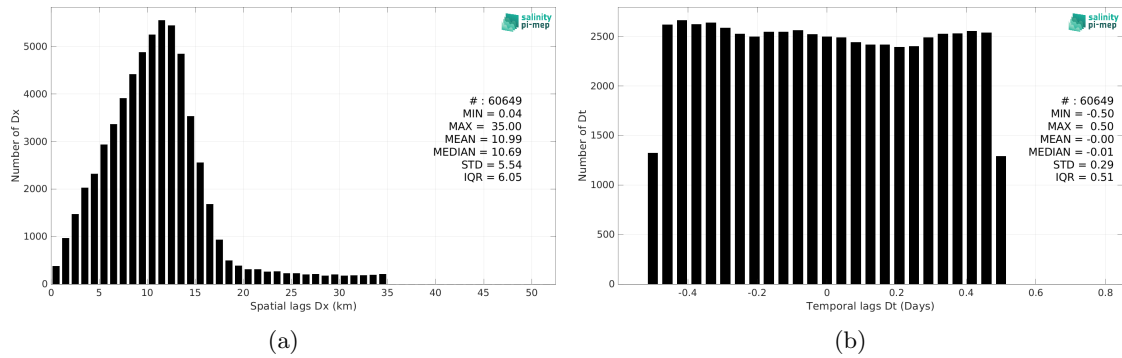 salinity
pi-mep
5000
4000
3000
2000
1000
0
Number of Dx
# : 60649
MIN = 0.04
MAX = 35.00
MEAN = 10.99
MEDIAN = 10.69
STD = 5.54
IQR = 6.05
0 5 10 15 20 25 30 35 40 45 50
Spatial lags Dx (km)
(a)
salinity
pi-mep
2500
2000
1500
1000
500
0
Number of Dt
# : 60649
MIN = -0.50
MAX = 0.50
MEAN = -0.00
MEDIAN = -0.01
STD = 0.29
IQR = 0.51
-0.4 -0.2 0 0.2 0.4 0.6 0.8
Temporal lags Dt (Days)
(b)